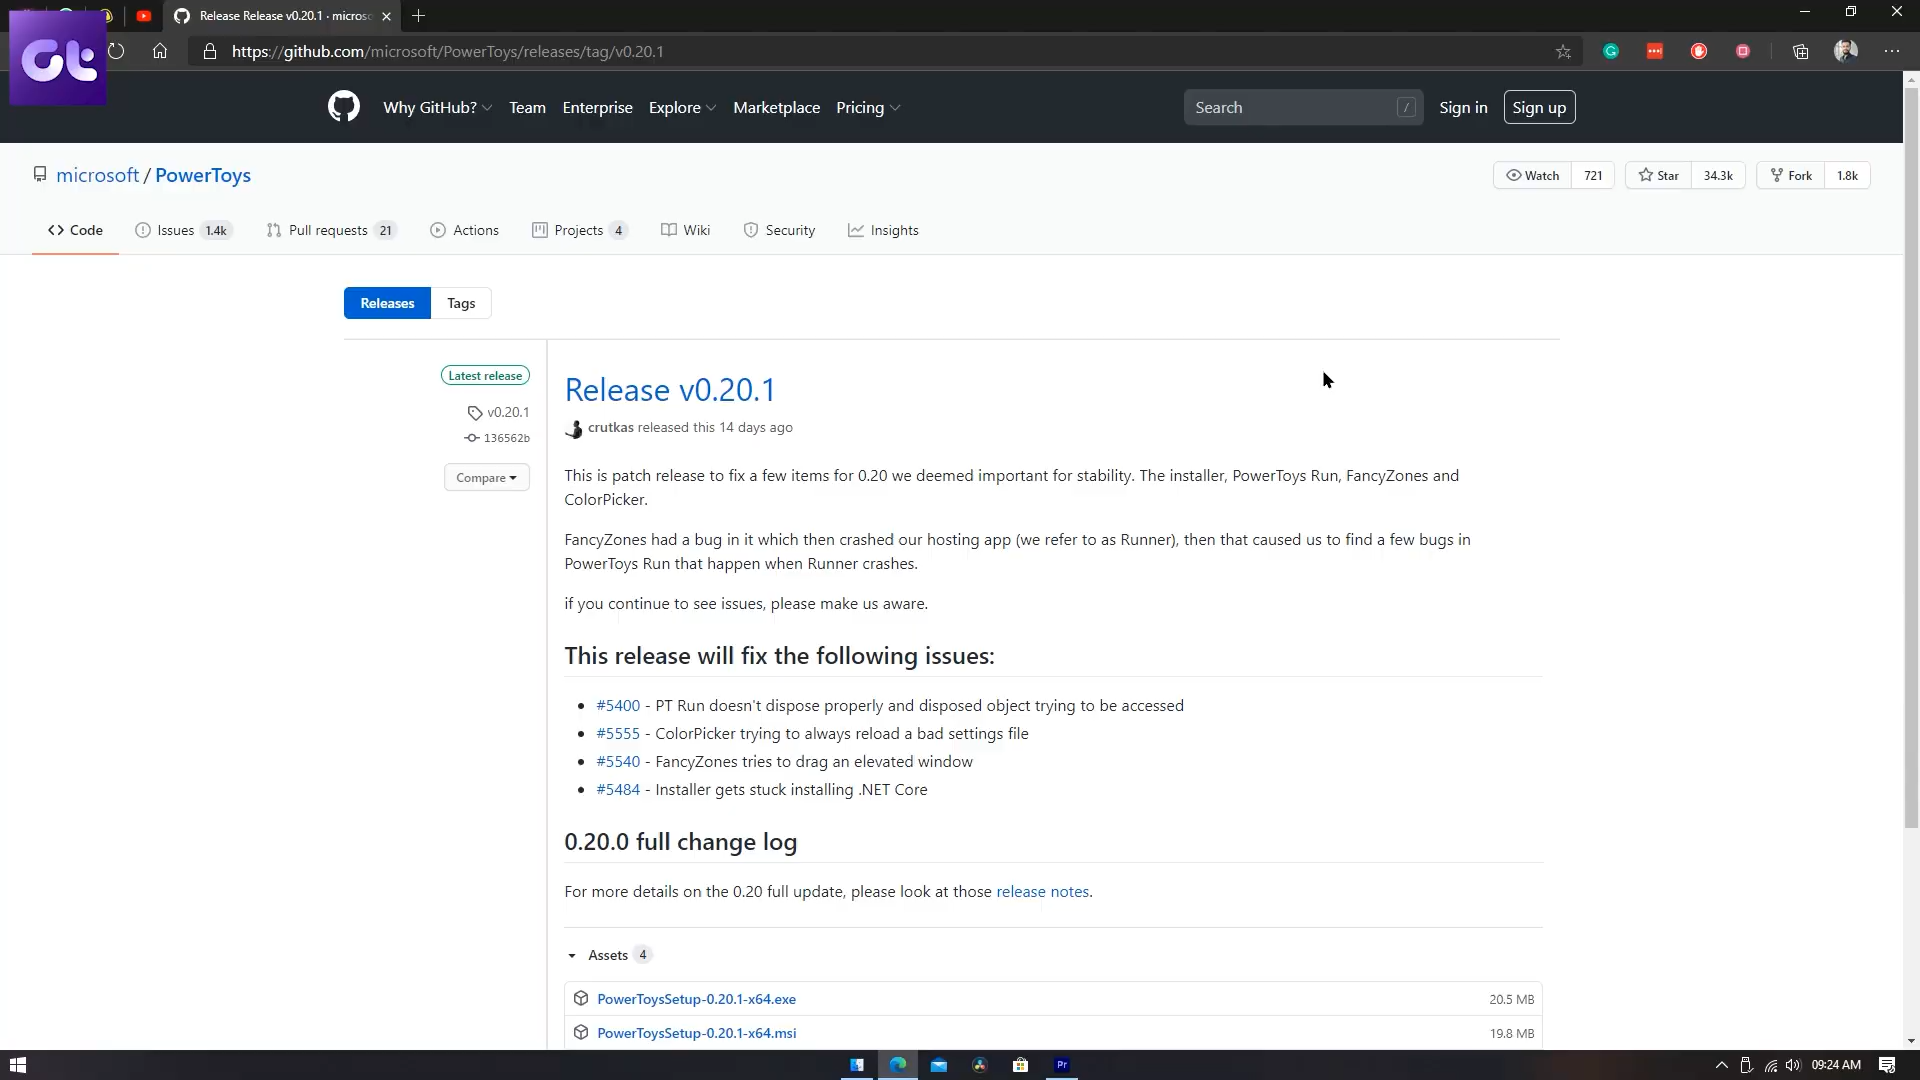 Release Release v0.20.1 · micros
https://github.com/microsoft/PowerToys/releases/tag/v0.20.1
Gt
Why GitHub? Team Enterprise Explore Marketplace Pricing Search / Sign in Sign up
microsoft / PowerToys Watch 721 Star 34.3k Fork 1.8k
Code Issues 1.4k Pull requests 21 Actions Projects 4 Wiki Security Insights
Releases Tags
Latest release
v0.20.1
136562b
Compare
Release v0.20.1
crutkas released this 14 days ago
This is patch release to fix a few items for 0.20 we deemed important for stability. The installer, PowerToys Run, FancyZones and
ColorPicker.
FancyZones had a bug in it which then crashed our hosting app (we refer to as Runner), then that caused us to find a few bugs in
PowerToys Run that happen when Runner crashes.
if you continue to see issues, please make us aware.
This release will fix the following issues:
• #5400 - PT Run doesn't dispose properly and disposed object trying to be accessed
• #5555 - ColorPicker trying to always reload a bad settings file
• #5540 - FancyZones tries to drag an elevated window
• #5484 - Installer gets stuck installing .NET Core
0.20.0 full change log
For more details on the 0.20 full update, please look at those release notes.
Assets 4
PowerToysSetup-0.20.1-x64.exe 20.5 MB
PowerToysSetup-0.20.1-x64.msi 19.8 MB
Pr 09:24 AM